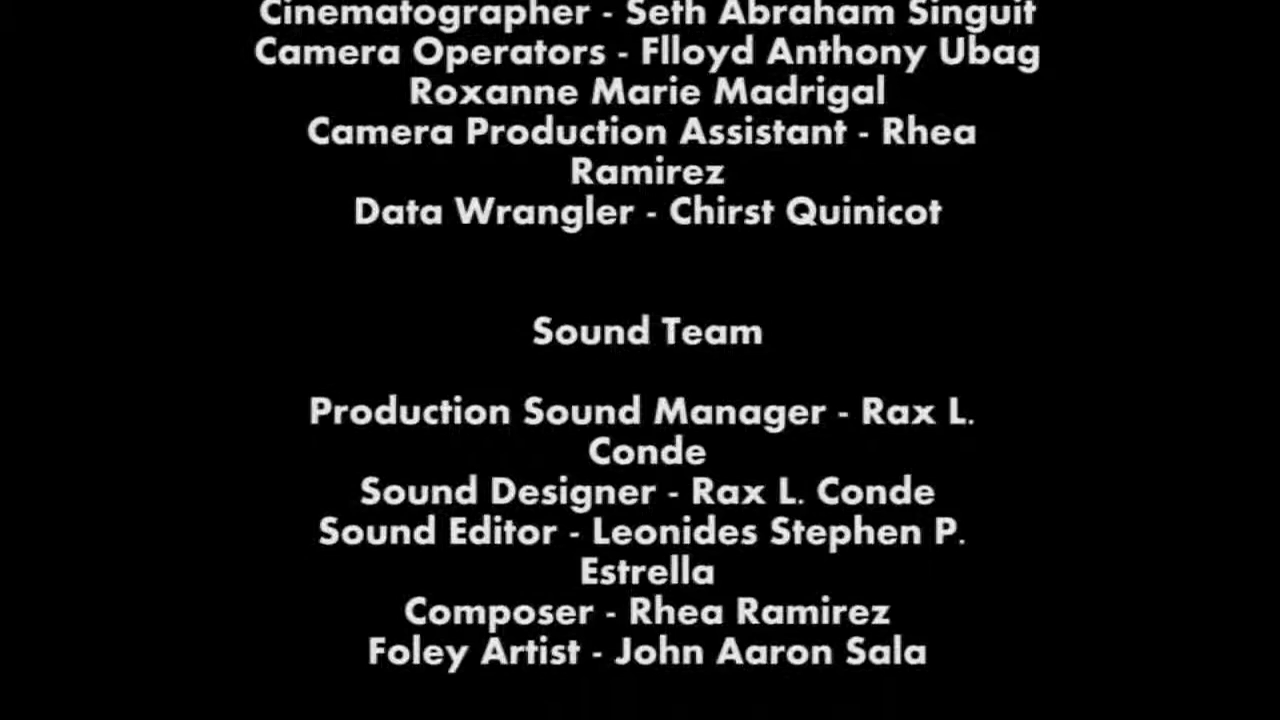 Cinematographer - Seth Abraham Singuit
Camera Operators - Flloyd Anthony Ubag
Roxanne Marie Madrigal
Camera Production Assistant - Rhea
Ramirez
Data Wrangler - Chirst Quinicot
Sound Team
Production Sound Manager - Rax L.
Conde
Sound Designer - Rax L. Conde
Sound Editor - Leonides Stephen P.
Estrella
Composer - Rhea Ramirez
Foley Artist - John Aaron Sala